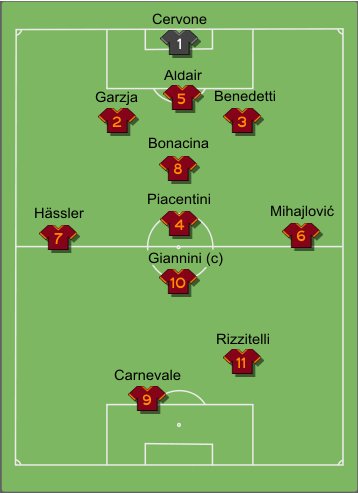 Cervone
1
Aldair
Garzja 5 Benedetti
2 3
Bonacina
8
Piacentini
Hässler 4 Mihajlović
7 6
Giannini (c)
10
Rizzitelli
11
Carnevale
9